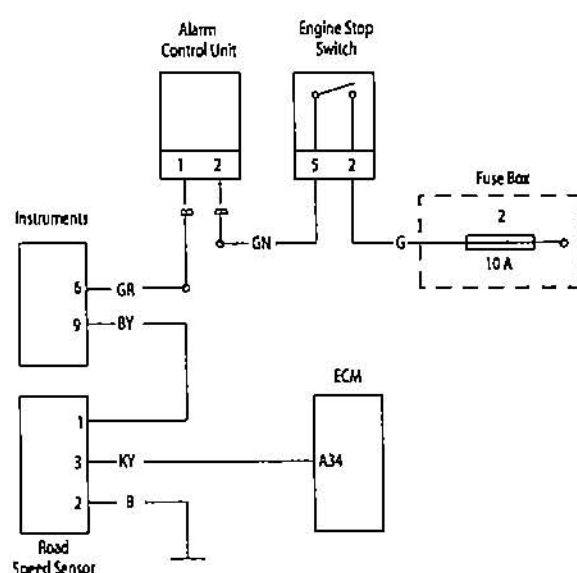 Alarm
Control Unit
Engine Stop
Switch
1 2
5 2
Fuse Box
1
2
10 A
GN
G
Instruments
6
GR
9
BY
ECM
1
3
KY
A34
2
B
Road
Speed Sensor